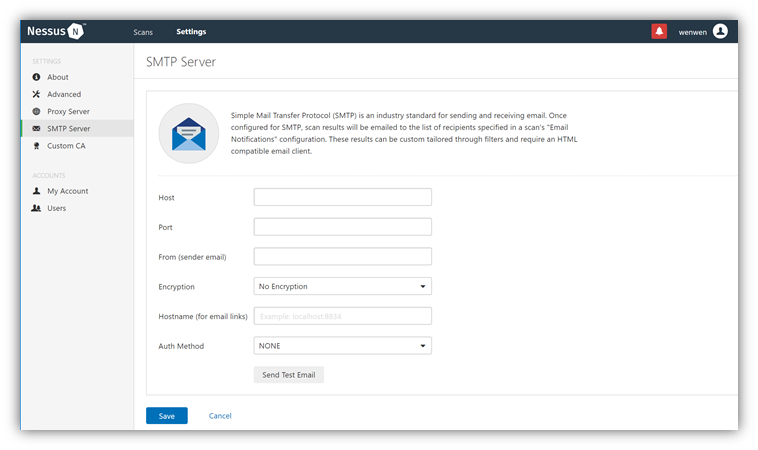 Nessus N ™
Scans
Settings
wenwen
SETTINGS
About
Advanced
Proxy Server
SMTP Server
Custom CA
ACCOUNTS
My Account
Users
SMTP Server
Simple Mail Transfer Protocol (SMTP) is an industry standard for sending and receiving email. Once
configured for SMTP, scan results will be emailed to the list of recipients specified in a scan's "Email
Notifications" configuration. These results can be custom tailored through filters and require an HTML
compatible email client.
Host
Port
From (sender email)
Encryption
No Encryption
Hostname (for email links)
Example: localhost:8834
Auth Method
NONE
Send Test Email
Save
Cancel